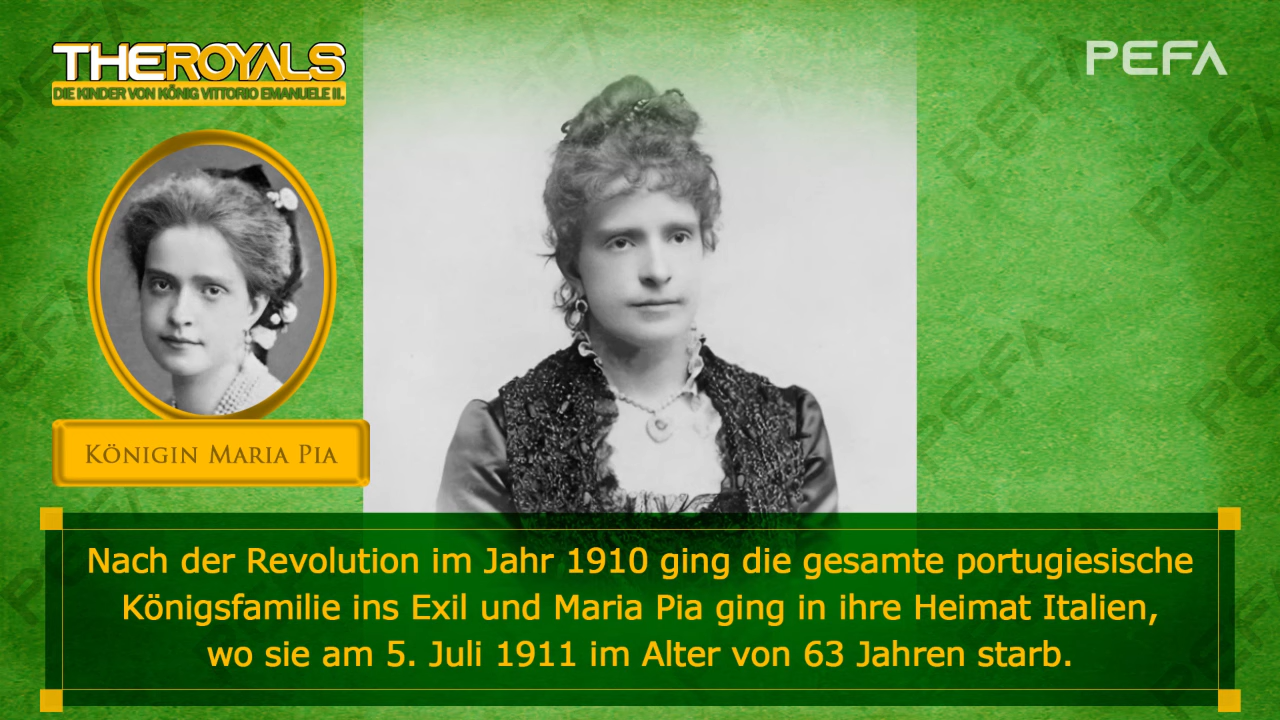 THEROYALS
DIE KINDER VON KÖNIG VITTORIO EMANUELE II.
PEFA
KÖNIGIN MARIA PIA
Nach der Revolution im Jahr 1910 ging die gesamte portugiesische
Königsfamilie ins Exil und Maria Pia ging in ihre Heimat Italien,
wo sie am 5. Juli 1911 im Alter von 63 Jahren starb.